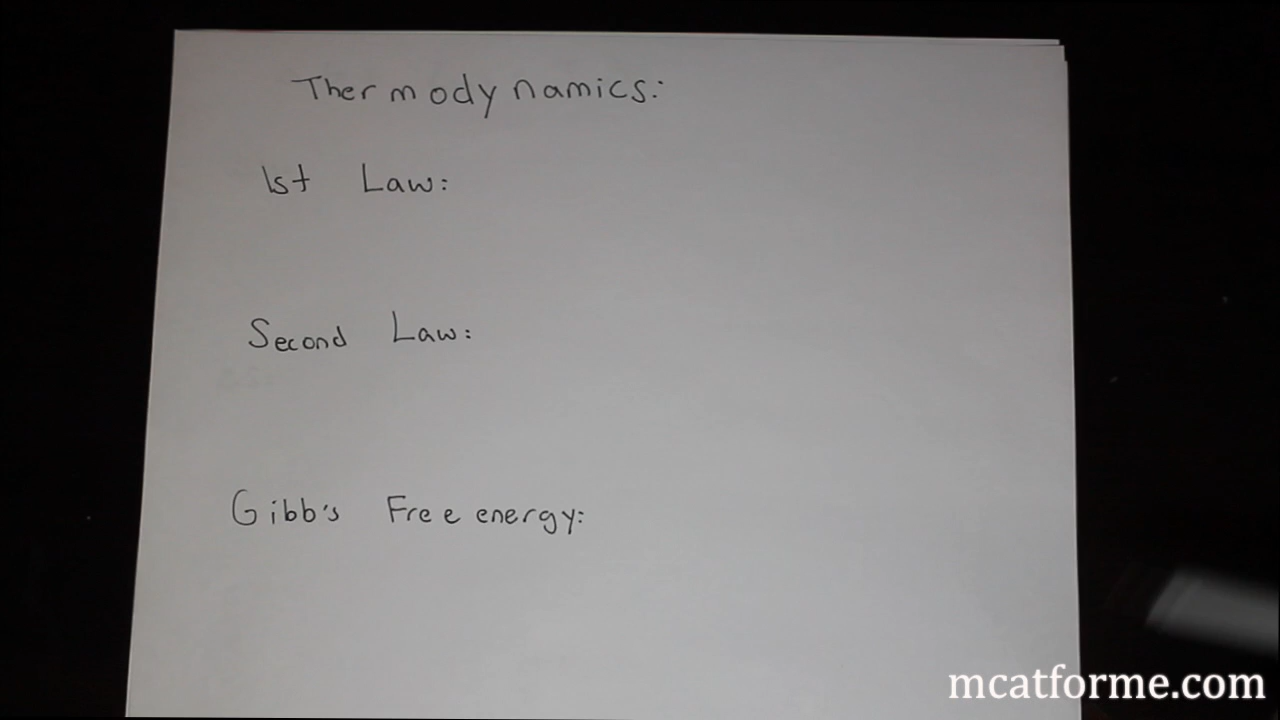 Thermodynamics:
1st Law:
Second Law:
Gibb's Free energy:
mcatforme.com